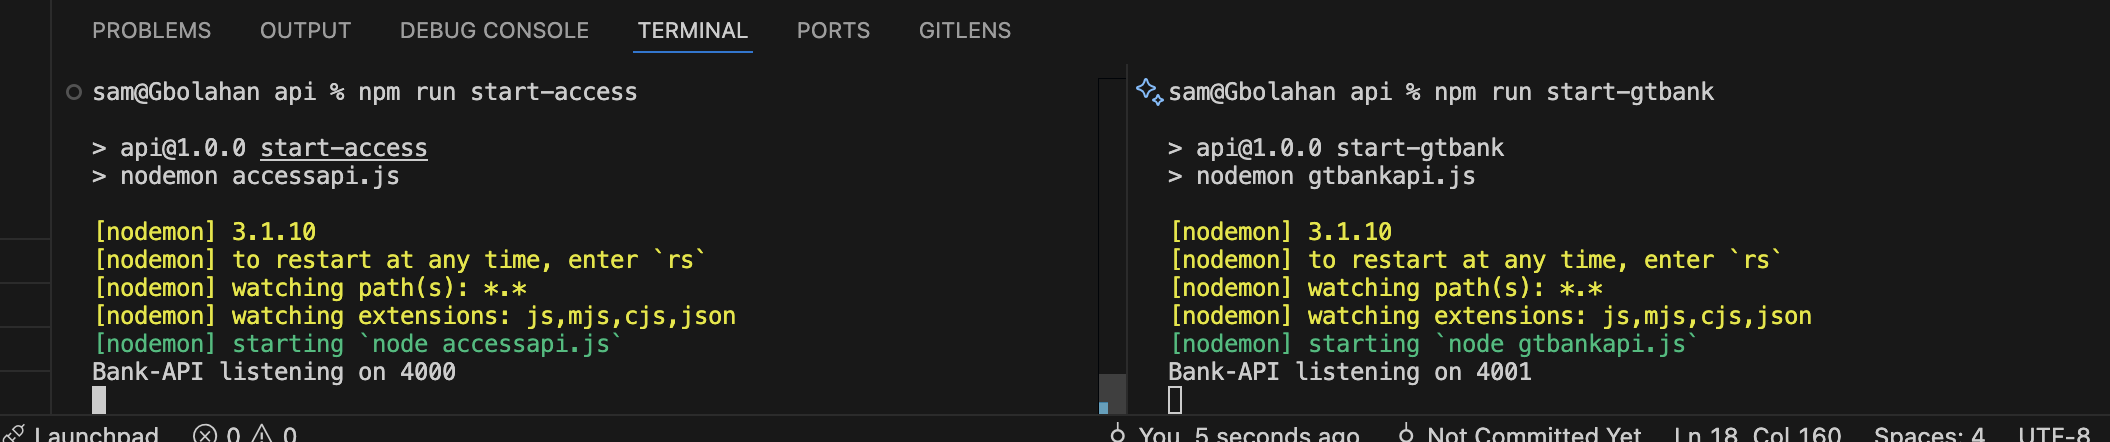 PROBLEMS OUTPUT DEBUG CONSOLE TERMINAL PORTS GITLENS
sam@Gbolahan api % npm run start-access
> api@1.0.0 start-access
> nodemon accessapi.js
[nodemon] 3.1.10
[nodemon] to restart at any time, enter `rs`
[nodemon] watching path(s): *.*
[nodemon] watching extensions: js,mjs,cjs,json
[nodemon] starting `node accessapi.js`
Bank-API listening on 4000
sam@Gbolahan api % npm run start-gtbank
> api@1.0.0 start-gtbank
> nodemon gtbankapi.js
[nodemon] 3.1.10
[nodemon] to restart at any time, enter `rs`
[nodemon] watching path(s): *.*
[nodemon] watching extensions: js,mjs,cjs,json
[nodemon] starting `node gtbankapi.js`
Bank-API listening on 4001
Launchpad 0 0 You, 5 seconds ago Not Committed Yet Ln 18, Col 160 Spaces: 4 UTF-8